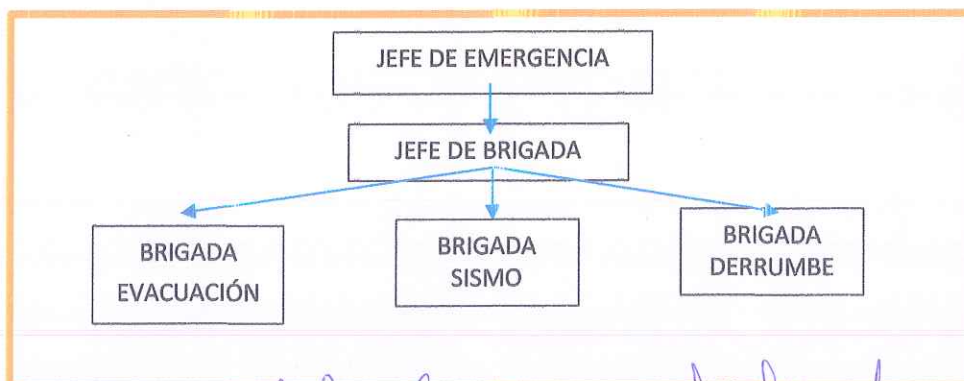 JEFE DE EMERGENCIA
JEFE DE BRIGADA
BRIGADA
EVACUACIÓN
BRIGADA
SISMO
BRIGADA
DERRUMBE